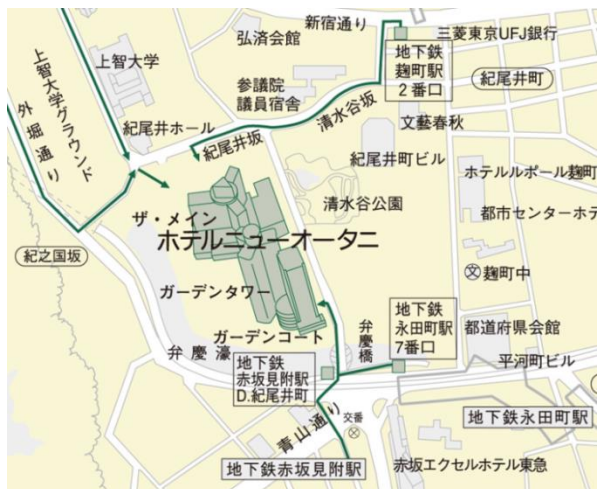 新宿通り
弘済会館
三菱東京UFJ銀行
上智大学
上智大学グラウンド
外堀通り
地下鉄
麹町駅
2番口
紀尾井町
参議院
議員宿舎
清水谷坂
文藝春秋
紀尾井ホール
紀尾井坂
紀尾井町ビル
ホテルルポール麹町
清水谷公園
都市センターホテ
ザ・メイン
ホテルニューオータニ
紀之国坂
文
麹町中
ガーデンタワー
ガーデンコート
弁慶濠
弁慶橋
地下鉄
永田町駅
7番口
都道府県会館
地下鉄
赤坂見附駅
D.紀尾井町
平河町ビル
青山通り
交番
地下鉄永田町駅
地下鉄赤坂見附駅
赤坂エクセルホテル東急